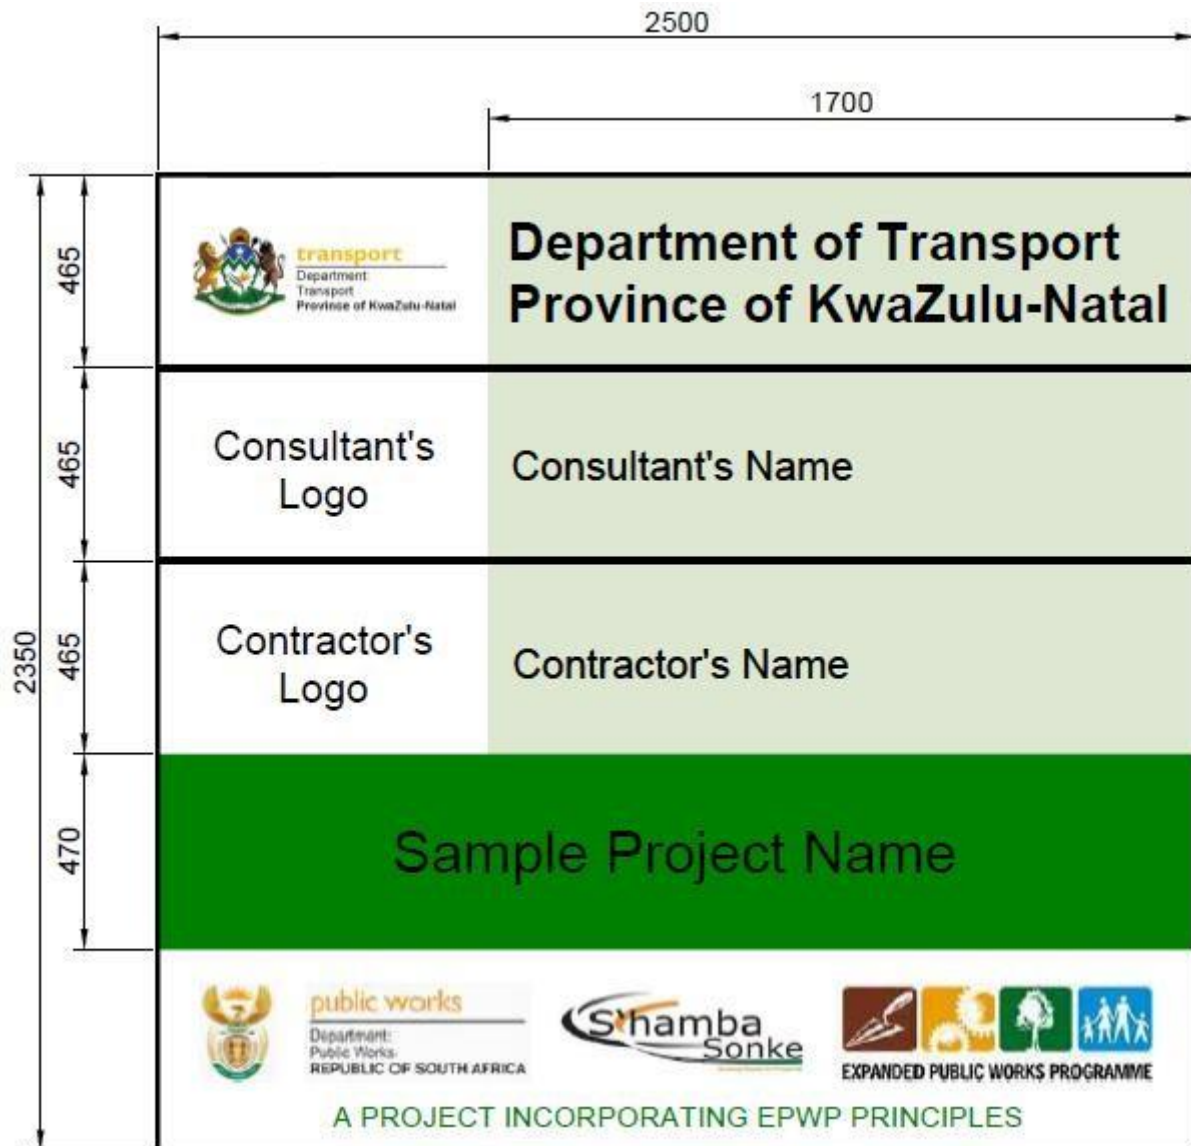 2500
1700
465
transport
Department
Transport
Province of KwaZulu-Natal
Department of Transport
Province of KwaZulu-Natal
465
Consultant's
Logo
Consultant's Name
2350
465
Contractor's
Logo
Contractor's Name
470
Sample Project Name
public works
Department:
Public Works
REPUBLIC OF SOUTH AFRICA
S'hamba
Sonke
EXPANDED PUBLIC WORKS PROGRAMME
A PROJECT INCORPORATING EPWP PRINCIPLES